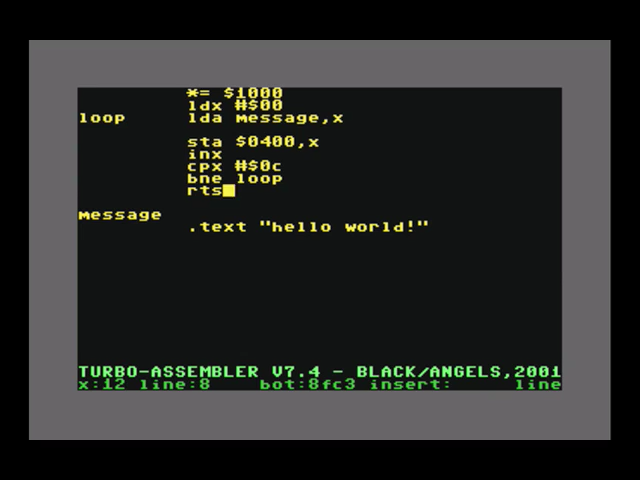 *= $1000
ldx #$00
loop lda message,x
sta $0400,x
inx
cpx #$0c
bne loop
rts
message
.text "hello world!"
TURBO-ASSEMBLER V7.4 - BLACK/ANGELS,2001
x:12 line:8 bot:8fc3 insert: line